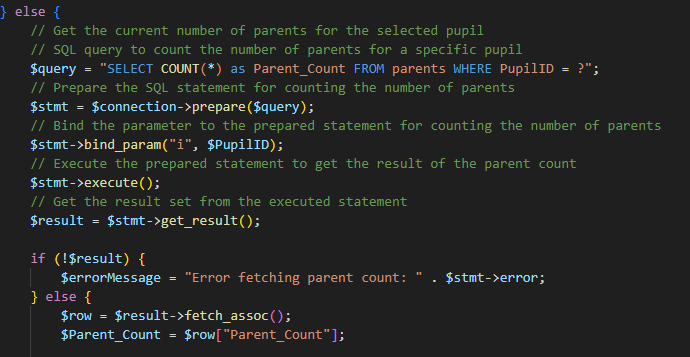 } else {
// Get the current number of parents for the selected pupil
// SQL query to count the number of parents for a specific pupil
$query = "SELECT COUNT(*) as Parent_Count FROM parents WHERE PupilID = ?";
// Prepare the SQL statement for counting the number of parents
$stmt = $connection->prepare($query);
// Bind the parameter to the prepared statement for counting the number of parents
$stmt->bind_param("i", $PupilID);
// Execute the prepared statement to get the result of the parent count
$stmt->execute();
// Get the result set from the executed statement
$result = $stmt->get_result();
if (!$result) {
$errorMessage = "Error fetching parent count: " . $stmt->error;
} else {
$row = $result->fetch_assoc();
$Parent_Count = $row["Parent_Count"];